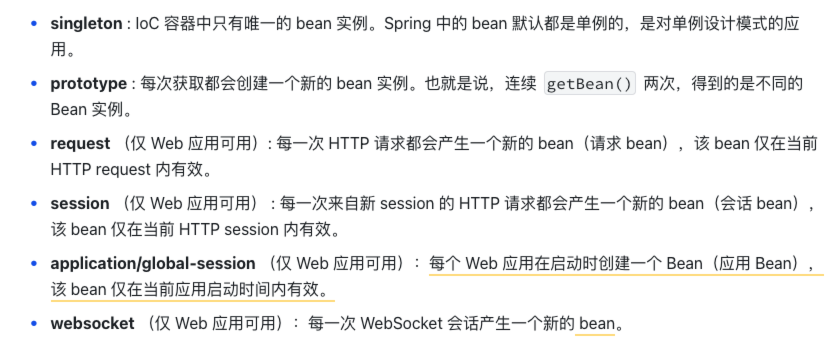 singleton : IoC 容器中只有唯一的 bean 实例。Spring 中的 bean 默认都是单例的，是对单例设计模式的应
用。
prototype : 每次获取都会创建一个新的 bean 实例。也就是说，连续 getBean() 两次，得到的是不同的
Bean 实例。
request （仅 Web 应用可用）: 每一次 HTTP 请求都会产生一个新的 bean（请求 bean），该 bean 仅在当前
HTTP request 内有效。
session （仅 Web 应用可用） : 每一次来自新 session 的 HTTP 请求都会产生一个新的 bean（会话 bean），
该 bean 仅在当前 HTTP session 内有效。
application/global-session （仅 Web 应用可用）： 每个 Web 应用在启动时创建一个 Bean（应用 Bean），
该 bean 仅在当前应用启动时间内有效。
websocket （仅 Web 应用可用）： 每一次 WebSocket 会话产生一个新的 bean。